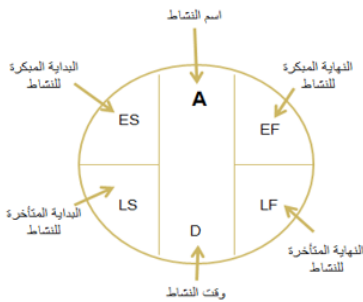 اسم النشاط
البداية المبكرة
للنشاط
النهاية المبكرة
للنشاط
A
ES
EF
LS
LF
D
البداية المتأخرة
للنشاط
النهاية المتأخرة
للنشاط
وقت النشاط